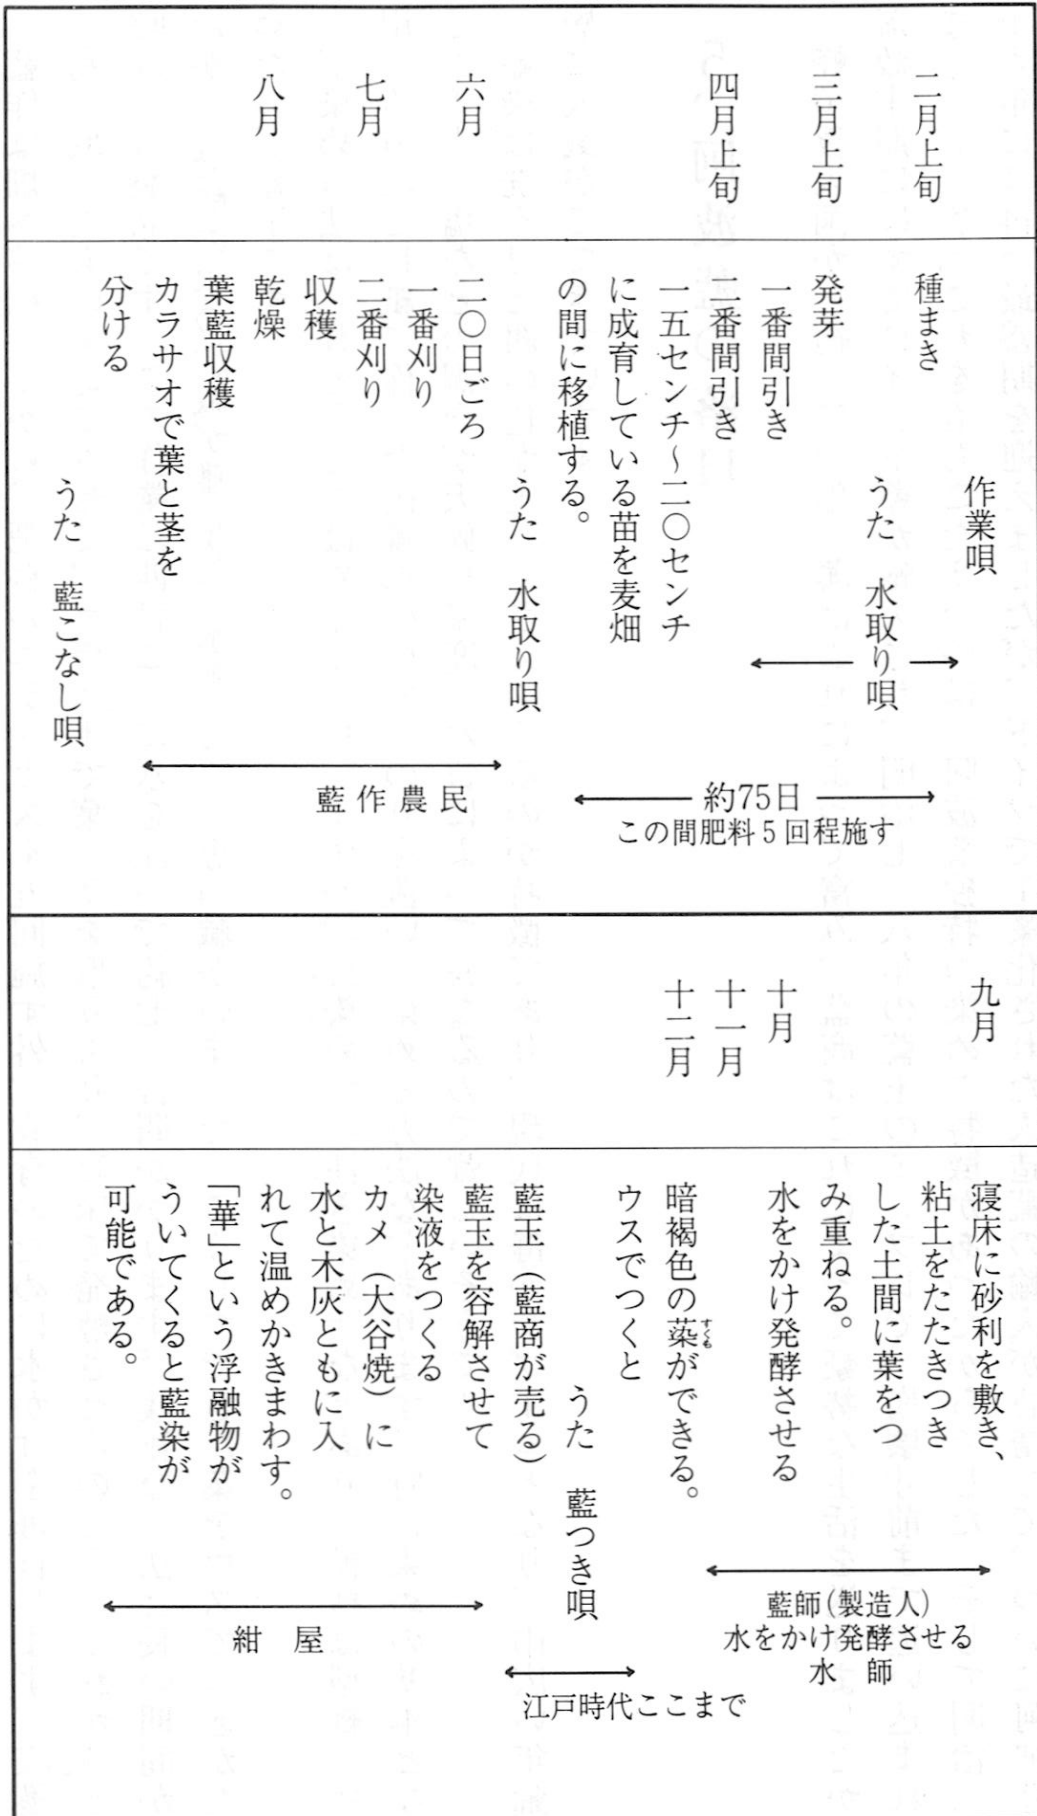 作業唄
二月上旬
種まき
うた　水取り唄
三月上旬
発芽
一番間引き
四月上旬
二番間引き
一五センチ〜二〇センチ
に成育している苗を麦畑
の間に移植する。
約75日
この間肥料5回程施す
うた　水取り唄
六月
二〇日ごろ
一番刈り
七月
二番刈り
収穫
八月
乾燥
葉藍収穫
カラサオで葉と茎を
分ける
藍作農民
うた　藍こなし唄
九月
寝床に砂利を敷き、
粘土をたたきつき
した土間に葉をつ
み重ねる。
十月
水をかけ発酵させる
十一月
十二月
暗褐色の蒅ができる。
すくも
ウスでつくと
藍師(製造人)
水をかけ発酵させる
水　師
うた　藍つき唄
藍玉(藍商が売る)
江戸時代ここまで
藍玉を容解させて
染液をつくる
カメ（大谷焼）に
水と木灰ともに入
れて温めかきまわす。
「華」という浮融物が
ういてくると藍染が
可能である。
紺　屋